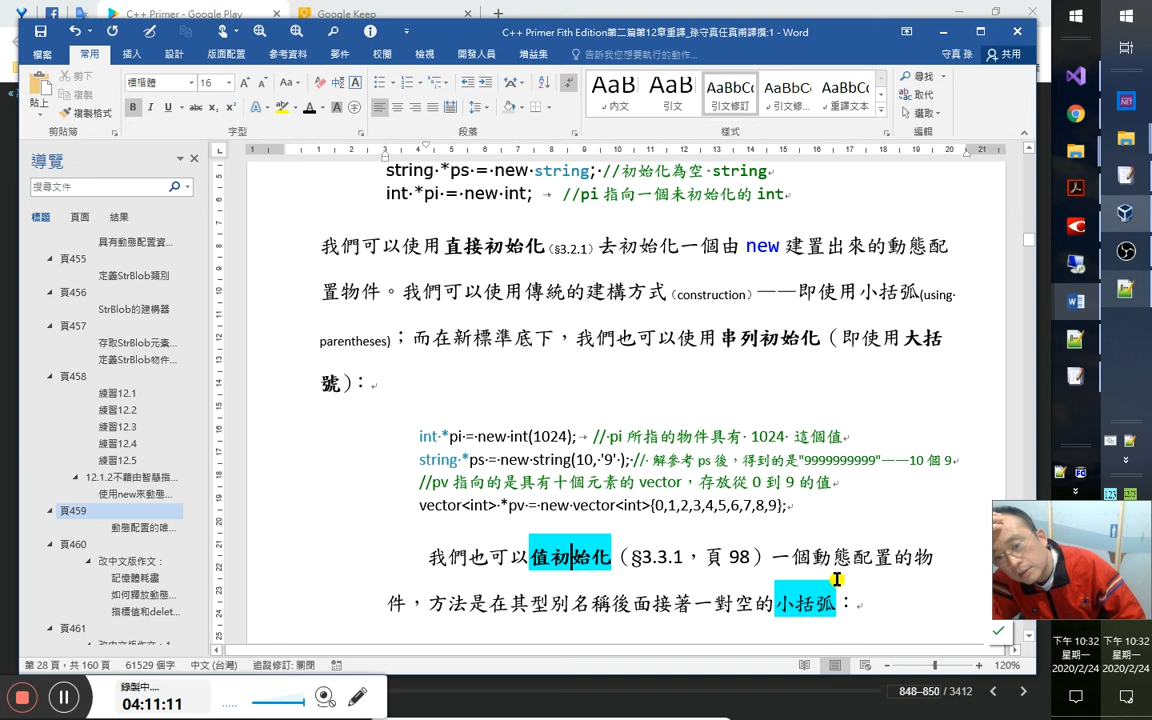 C++ Primer - Google Play
Google Keep
C++ Primer Fith Edition第二篇第12章重譯_孫守真任真甫譯撰:1 - Word
檔案
常用
插入
設計
版面配置
參考資料
郵件
校閱
檢視
開發人員
增益集
告訴我您想要執行的動作...
守真 孫
共用
貼上
剪下
複製
複製格式
剪貼簿
標楷體
16
字型
段落
AaB
內文
AaB
引文
AaBbCc
引文修訂
AaBbCc
引文修...
AaBbC
重譯文本
樣式
尋找
取代
選取
編輯
導覽
搜尋文件
標題
頁面
結果
具有動態配置資...
頁455
定義StrBlob類別
頁456
StrBlob的建構器
頁457
存取StrBlob元素...
定義StrBlob物件...
頁458
練習12.1
練習12.2
練習12.3
練習12.4
練習12.5
12.1.2不藉由智慧指...
使用new來動態...
頁459
動態配置的唯...
頁460
改中文版作文：
記憶體耗盡
如何釋放動態...
指標值和delet...
頁461
改中文版作文：1
string *ps = new string; //初始化為空 string
int *pi = new int; → //pi 指向一個未初始化的 int
我們可以使用直接初始化（§3.2.1）去初始化一個由 new 建置出來的動態配
置物件。我們可以使用傳統的建構方式（construction）——即使用小括弧(using
parentheses)；而在新標準底下，我們也可以使用串列初始化（即使用大括
號）：
int *pi = new int(1024); → //pi 所指的物件具有 1024 這個值
string *ps = new string(10, '9' ); // 解參考 ps 後，得到的是"9999999999"——10 個 9
//pv 指向的是具有十個元素的 vector，存放從 0 到 9 的值
vector<int> *pv = new vector<int>{0,1,2,3,4,5,6,7,8,9};
我們也可以值初始化（§3.3.1，頁 98）一個動態配置的物
件，方法是在其型別名稱後面接著一對空的小括弧：
第 28 頁，共 160 頁
61529 個字
中文 (台灣)
追蹤修訂: 關閉
120%
錄製中....
04:11:11
848–850 / 3412
下午 10:32
星期一
2020/2/24
下午 10:32
星期一
2020/2/24